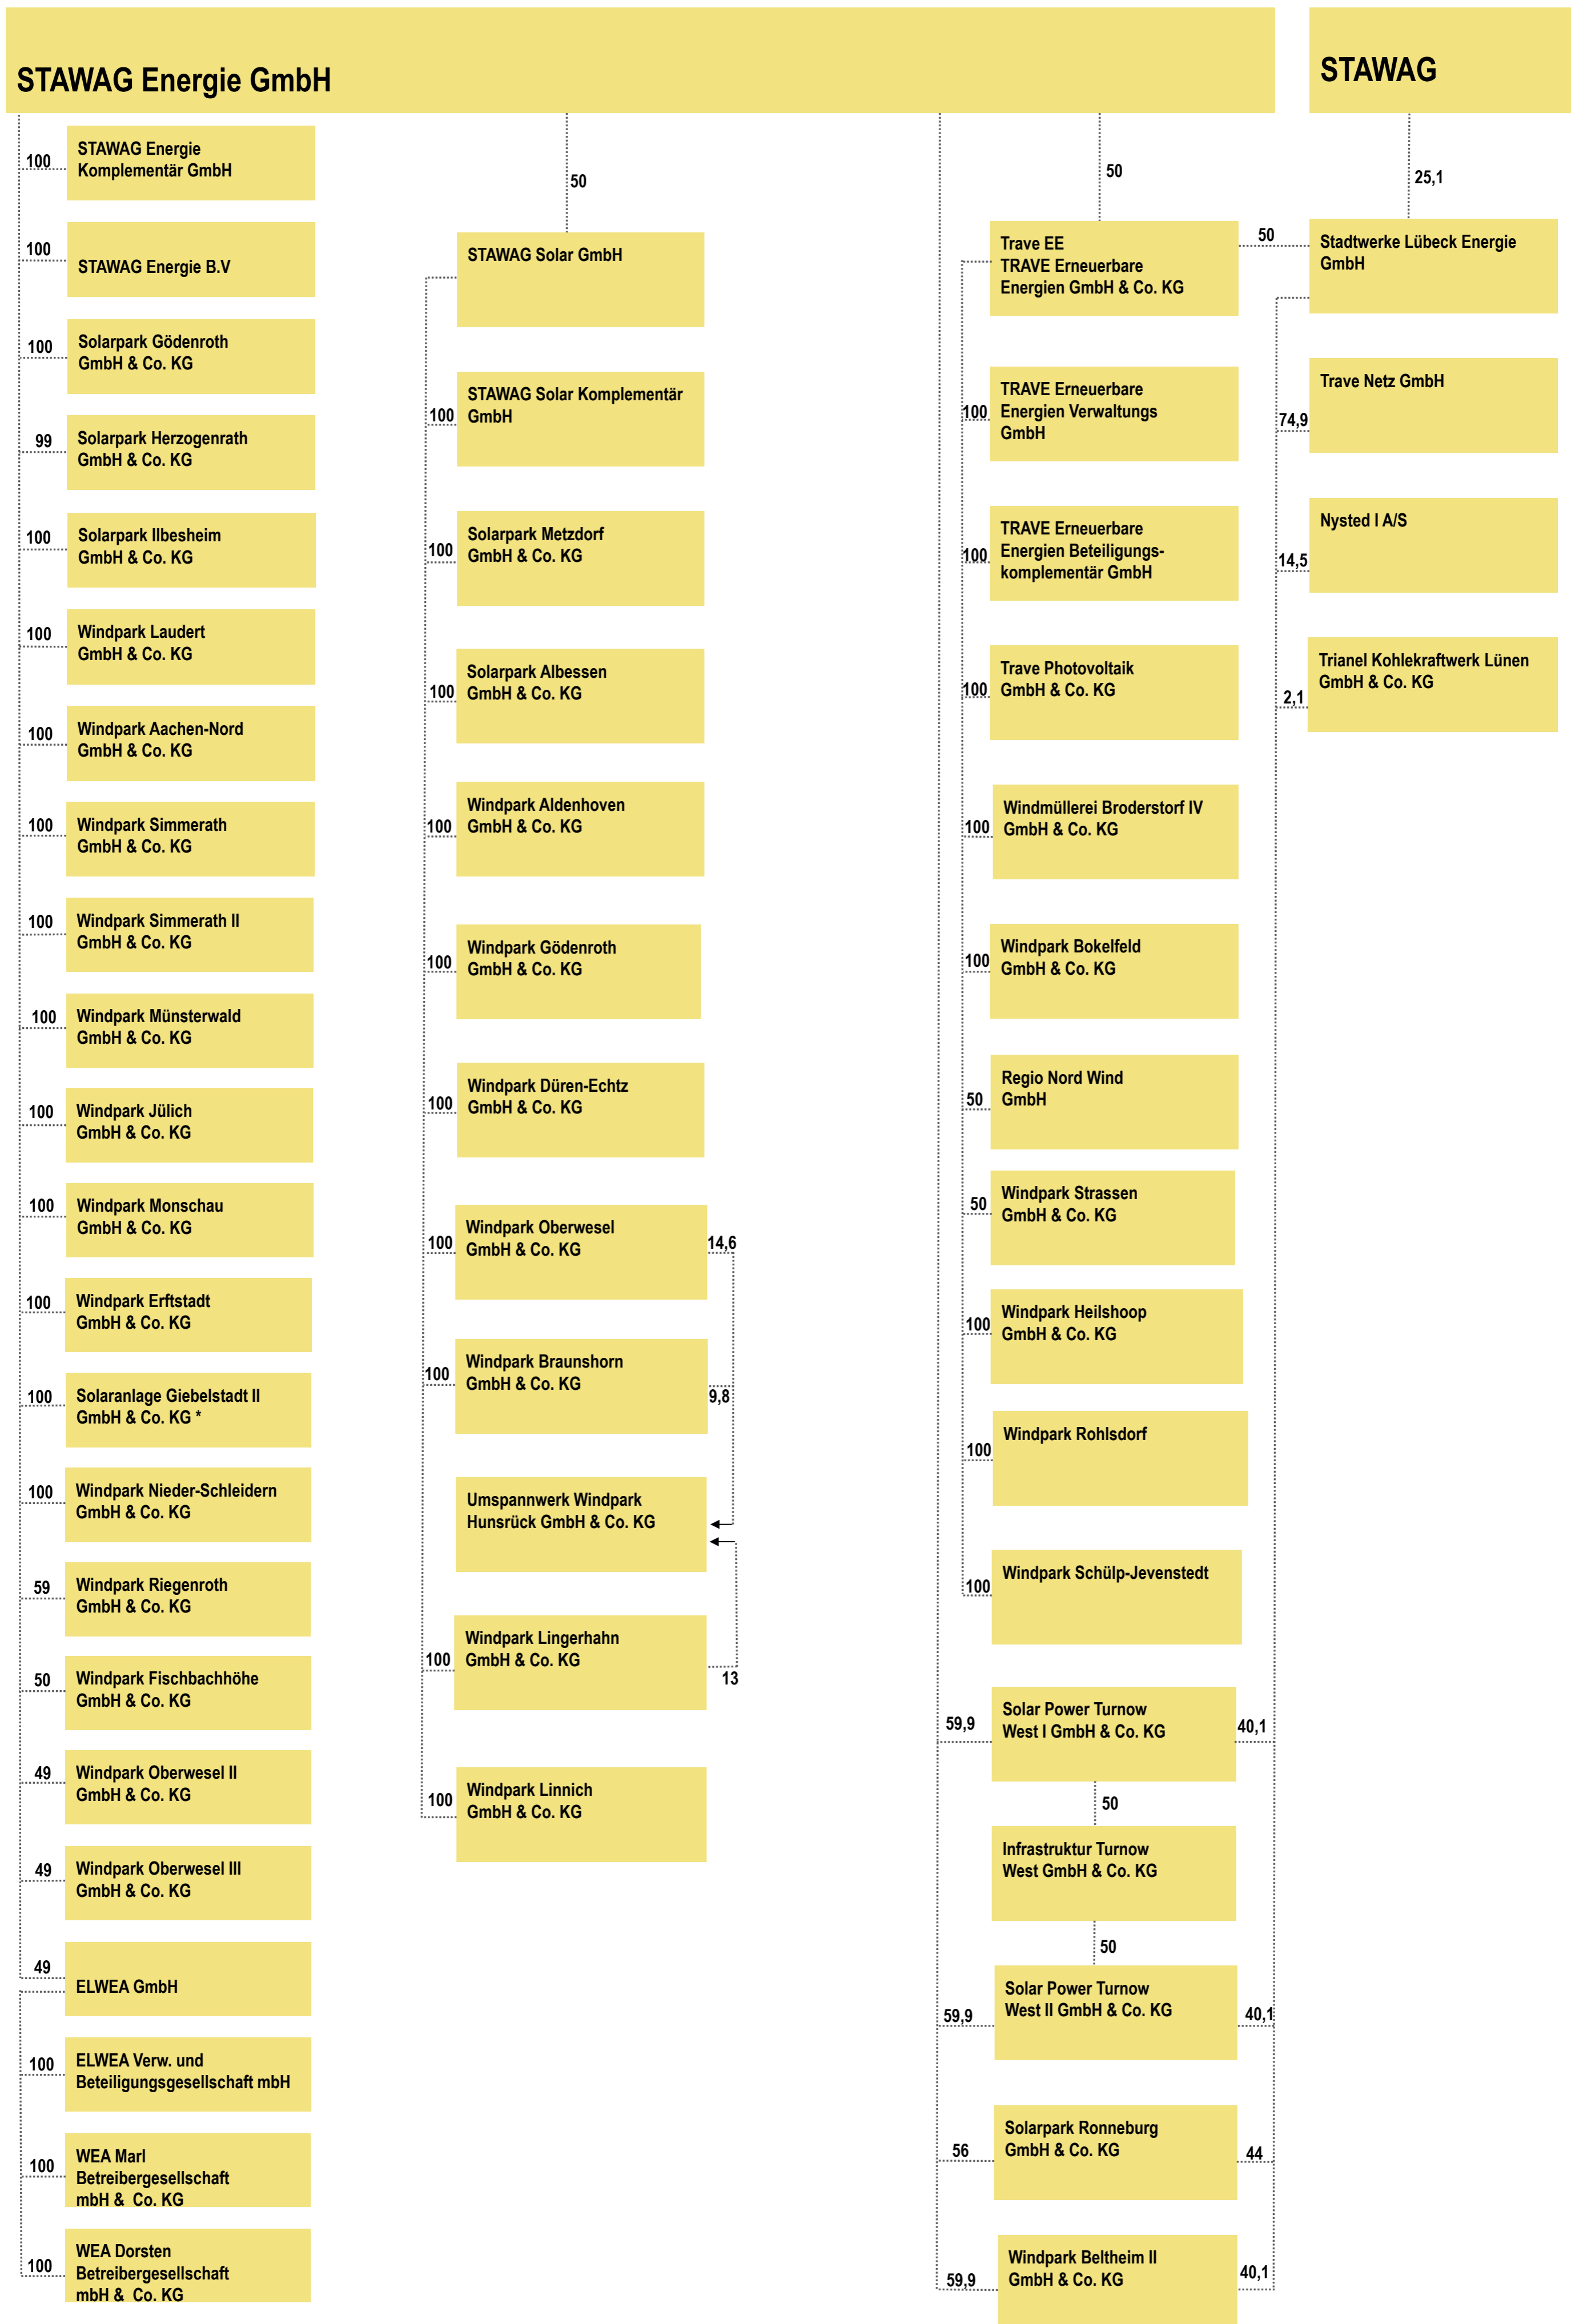 STAWAG Energie GmbH
STAWAG
100
STAWAG Energie
Komplementär GmbH
100
STAWAG Energie B.V
100
Solarpark Gödenroth
GmbH & Co. KG
99
Solarpark Herzogenrath
GmbH & Co. KG
100
Solarpark Ilbesheim
GmbH & Co. KG
100
Windpark Laudert
GmbH & Co. KG
100
Windpark Aachen-Nord
GmbH & Co. KG
100
Windpark Simmerath
GmbH & Co. KG
100
Windpark Simmerath II
GmbH & Co. KG
100
Windpark Münsterwald
GmbH & Co. KG
100
Windpark Jülich
GmbH & Co. KG
100
Windpark Monschau
GmbH & Co. KG
100
Windpark Erftstadt
GmbH & Co. KG
100
Solaranlage Giebelstadt II
GmbH & Co. KG *
100
Windpark Nieder-Schleidern
GmbH & Co. KG
59
Windpark Riegenroth
GmbH & Co. KG
50
Windpark Fischbachhöhe
GmbH & Co. KG
49
Windpark Oberwesel II
GmbH & Co. KG
49
Windpark Oberwesel III
GmbH & Co. KG
49
ELWEA GmbH
100
ELWEA Verw. und
Beteiligungsgesellschaft mbH
100
WEA Marl
Betreibergesellschaft
mbH & Co. KG
100
WEA Dorsten
Betreibergesellschaft
mbH & Co. KG
50
STAWAG Solar GmbH
100
STAWAG Solar Komplementär
GmbH
100
Solarpark Metzdorf
GmbH & Co. KG
100
Solarpark Albessen
GmbH & Co. KG
100
Windpark Aldenhoven
GmbH & Co. KG
100
Windpark Gödenroth
GmbH & Co. KG
100
Windpark Düren-Echtz
GmbH & Co. KG
100
Windpark Oberwesel
GmbH & Co. KG
14,6
100
Windpark Braunshorn
GmbH & Co. KG
9,8
Umspannwerk Windpark
Hunsrück GmbH & Co. KG
100
Windpark Lingerhahn
GmbH & Co. KG
13
100
Windpark Linnich
GmbH & Co. KG
50
Trave EE
TRAVE Erneuerbare
Energien GmbH & Co. KG
50
100
TRAVE Erneuerbare
Energien Verwaltungs
GmbH
100
TRAVE Erneuerbare
Energien Beteiligungs-
komplementär GmbH
100
Trave Photovoltaik
GmbH & Co. KG
100
Windmüllerei Broderstorf IV
GmbH & Co. KG
100
Windpark Bokelfeld
GmbH & Co. KG
50
Regio Nord Wind
GmbH
50
Windpark Strassen
GmbH & Co. KG
100
Windpark Heilshoop
GmbH & Co. KG
100
Windpark Rohlsdorf
100
Windpark Schülp-Jevenstedt
59,9
Solar Power Turnow
West I GmbH & Co. KG
40,1
50
Infrastruktur Turnow
West GmbH & Co. KG
50
59,9
Solar Power Turnow
West II GmbH & Co. KG
40,1
56
Solarpark Ronneburg
GmbH & Co. KG
44
59,9
Windpark Beltheim II
GmbH & Co. KG
40,1
25,1
Stadtwerke Lübeck Energie
GmbH
74,9
Trave Netz GmbH
14,5
Nysted I A/S
2,1
Trianel Kohlekraftwerk Lünen
GmbH & Co. KG